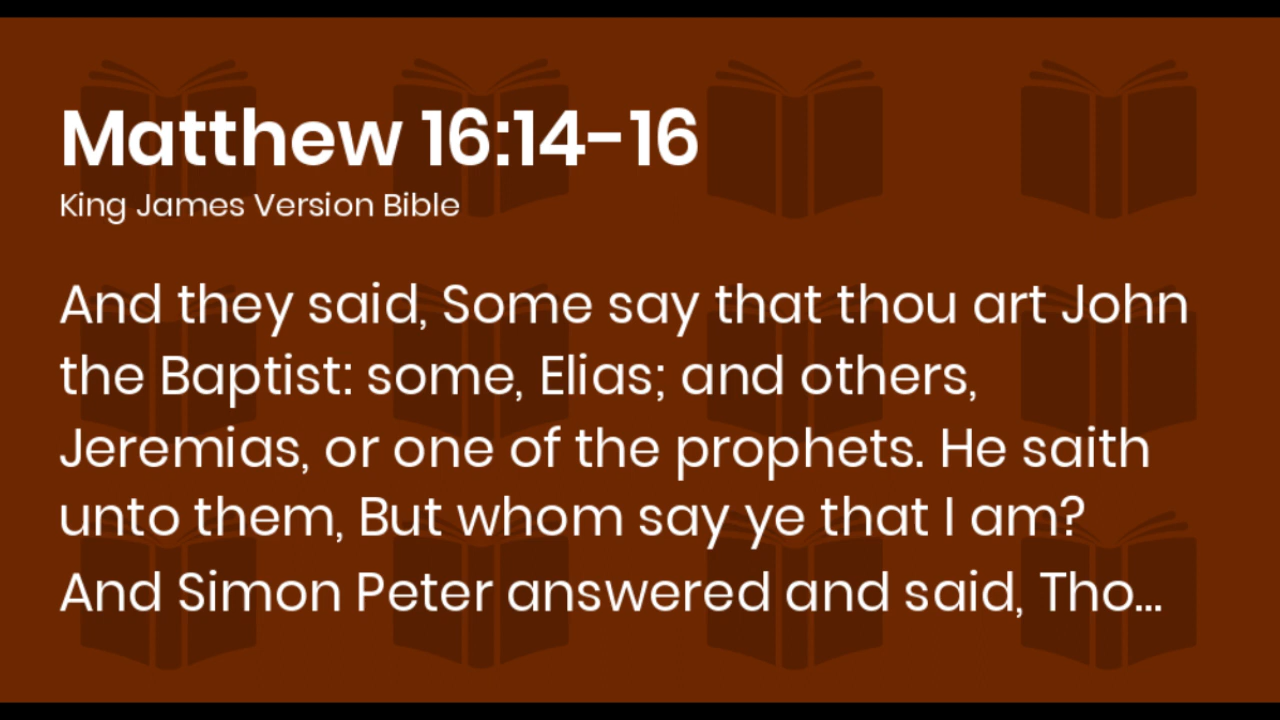 Matthew 16:14-16
King James Version Bible
And they said, Some say that thou art John
the Baptist: some, Elias; and others,
Jeremias, or one of the prophets. He saith
unto them, But whom say ye that I am?
And Simon Peter answered and said, Tho...